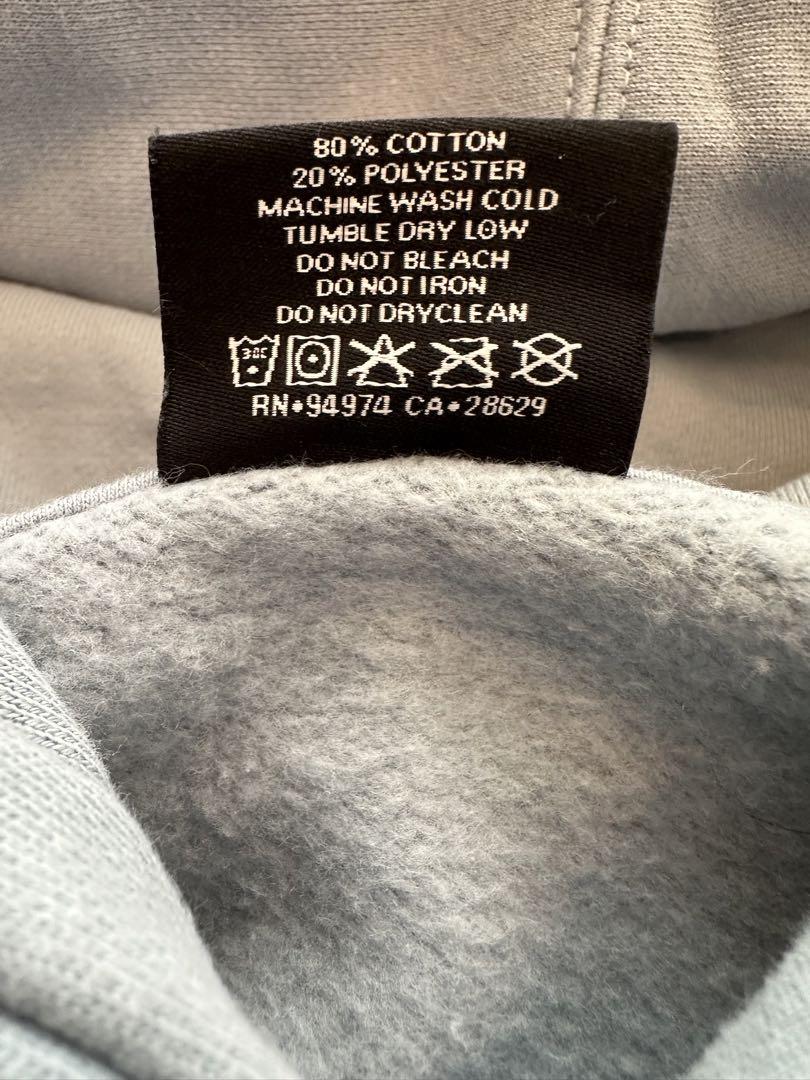 80% COTTON
20% POLYESTER
MACHINE WASH COLD
TUMBLE DRY LOW
DO NOT BLEACH
DO NOT IRON
DO NOT DRYCLEAN
30C
RN•94974 CA•28629